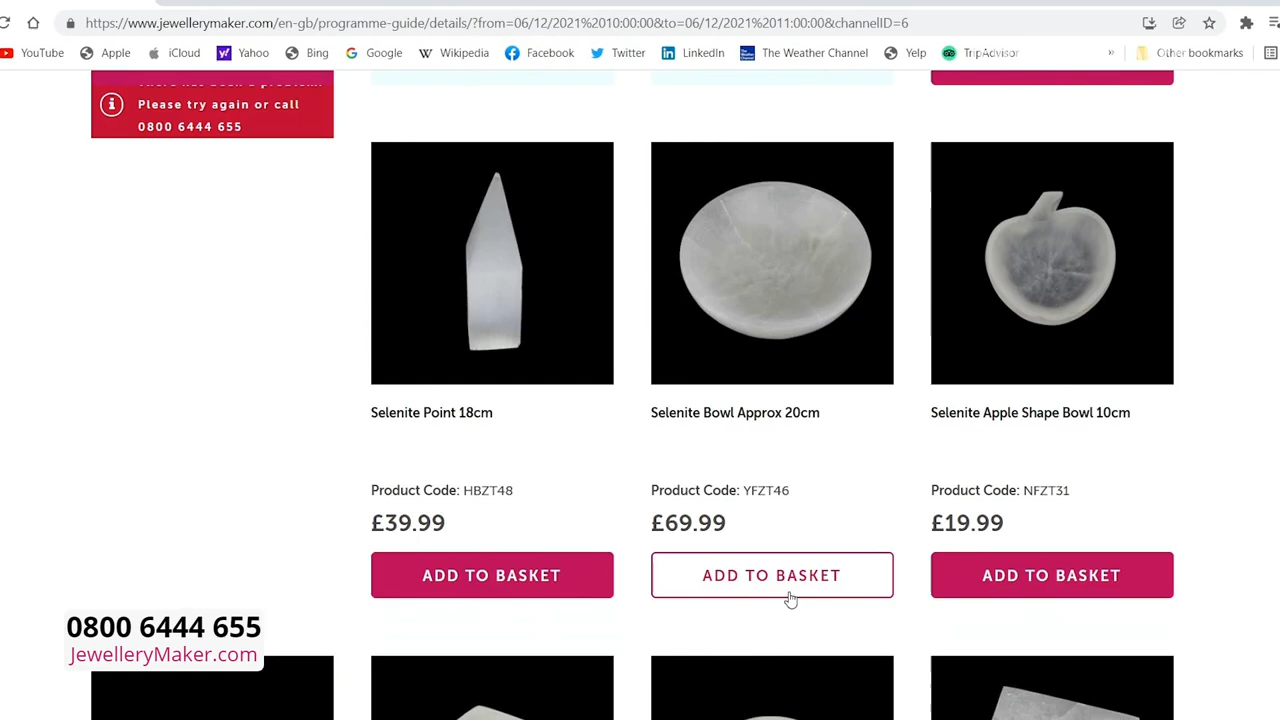 https://www.jewellerymaker.com/en-gb/programme-guide/details/?from=06/12/2021%2010:00:00&to=06/12/2021%2011:00:00&channelID=6
YouTube Apple iCloud Yahoo Bing Google Wikipedia Facebook Twitter LinkedIn The Weather Channel Yelp TripAdvisor » Other bookmarks
Please try again or call
0800 6444 655
Selenite Point 18cm
Product Code: HBZT48
£39.99
ADD TO BASKET
Selenite Bowl Approx 20cm
Product Code: YFZT46
£69.99
ADD TO BASKET
Selenite Apple Shape Bowl 10cm
Product Code: NFZT31
£19.99
ADD TO BASKET
0800 6444 655
JewelleryMaker.com